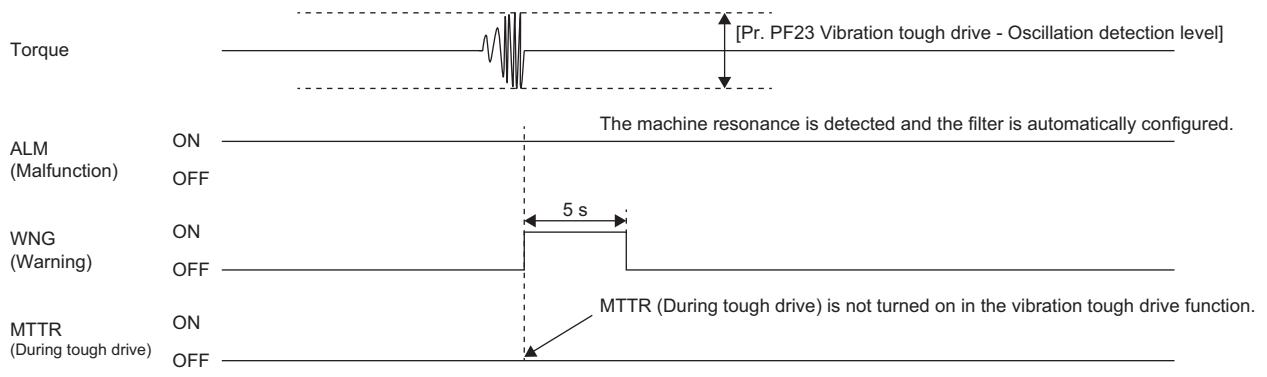 Torque
[Pr. PF23 Vibration tough drive - Oscillation detection level]
The machine resonance is detected and the filter is automatically configured.
ALM
(Malfunction)
ON
OFF
5 s
WNG
(Warning)
ON
OFF
MTTR (During tough drive) is not turned on in the vibration tough drive function.
MTTR
(During tough drive)
ON
OFF